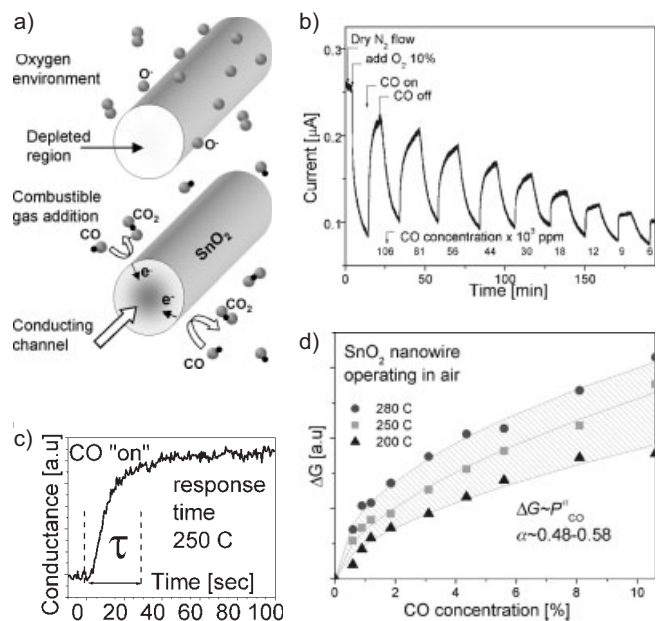 a)
Oxygen
environment
O-
Depleted
region
O-
Combustible
gas addition
CO2
CO
SnO2
e-
e-
CO2
Conducting
channel
CO
b)
0.3
Dry N2 flow
add O2 10%
CO on
CO off
Current [µA]
0.2
0.1
CO concentration x 10³ ppm
106 81 56 44 30 18 12 9 6
0 50 100 150
Time [min]
c)
CO "on"
response
time
250 C
τ
Conductance [a.u]
Time [sec]
0 20 40 60 80 100
d)
SnO2 nanowire
operating in air
280 C
250 C
200 C
ΔG [a.u]
ΔG~PᵅCO
α~0.48-0.58
0 2 4 6 8 10
CO concentration [%]